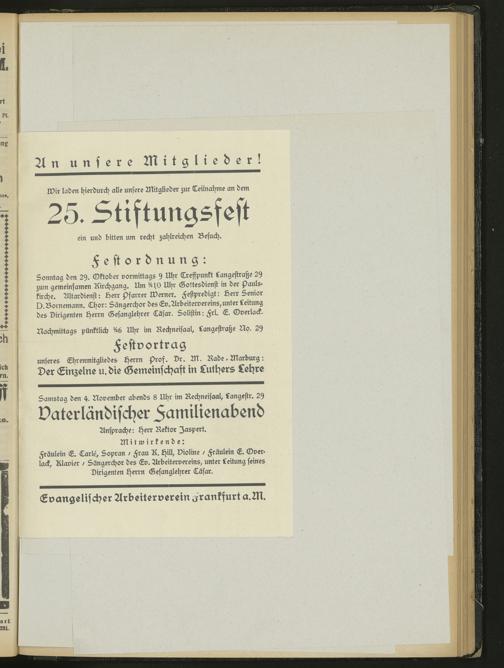 An unsere Mitglieder!
Wir laden hierdurch alle unsere Mitglieder zur Teilnahme an dem
25. Stiftungsfest
ein und bitten um recht zahlreichen Besuch.
Festordnung:
Sonntag den 29. Oktober vormittags 9 Uhr Treffpunkt Langestraße 29
zum gemeinsamen Kirchgang. Um ¾10 Uhr Gottesdienst in der Pauls-
kirche. Altardienst: Herr Pfarrer Werner. Festpredigt: Herr Senior
D. Bornemann. Chor: Sängerchor des Ev. Arbeitervereins, unter Leitung
des Dirigenten Herrn Gesanglehrer Cäsar. Solistin: Frl. E. Overlack.
Nachmittags pünktlich ¾6 Uhr im Rechneisaal, Langestraße No. 29
Festvortrag
unseres Ehrenmitgliedes Herrn Prof. Dr. M. Rade-Marburg:
Der Einzelne u. die Gemeinschaft in Luthers Lehre
Samstag den 4. November abends 8 Uhr im Rechneisaal, Langestr. 29
Vaterländischer Familienabend
Ansprache: Herr Rektor Jaspert.
Mitwirkende:
Fräulein E. Carlé, Sopran / Frau K. Hill, Violine / Fräulein E. Over-
lack, Klavier / Sängerchor des Ev. Arbeitervereins, unter Leitung seines
Dirigenten Herrn Gesanglehrer Cäsar.
Evangelischer Arbeiterverein Frankfurt a. M.